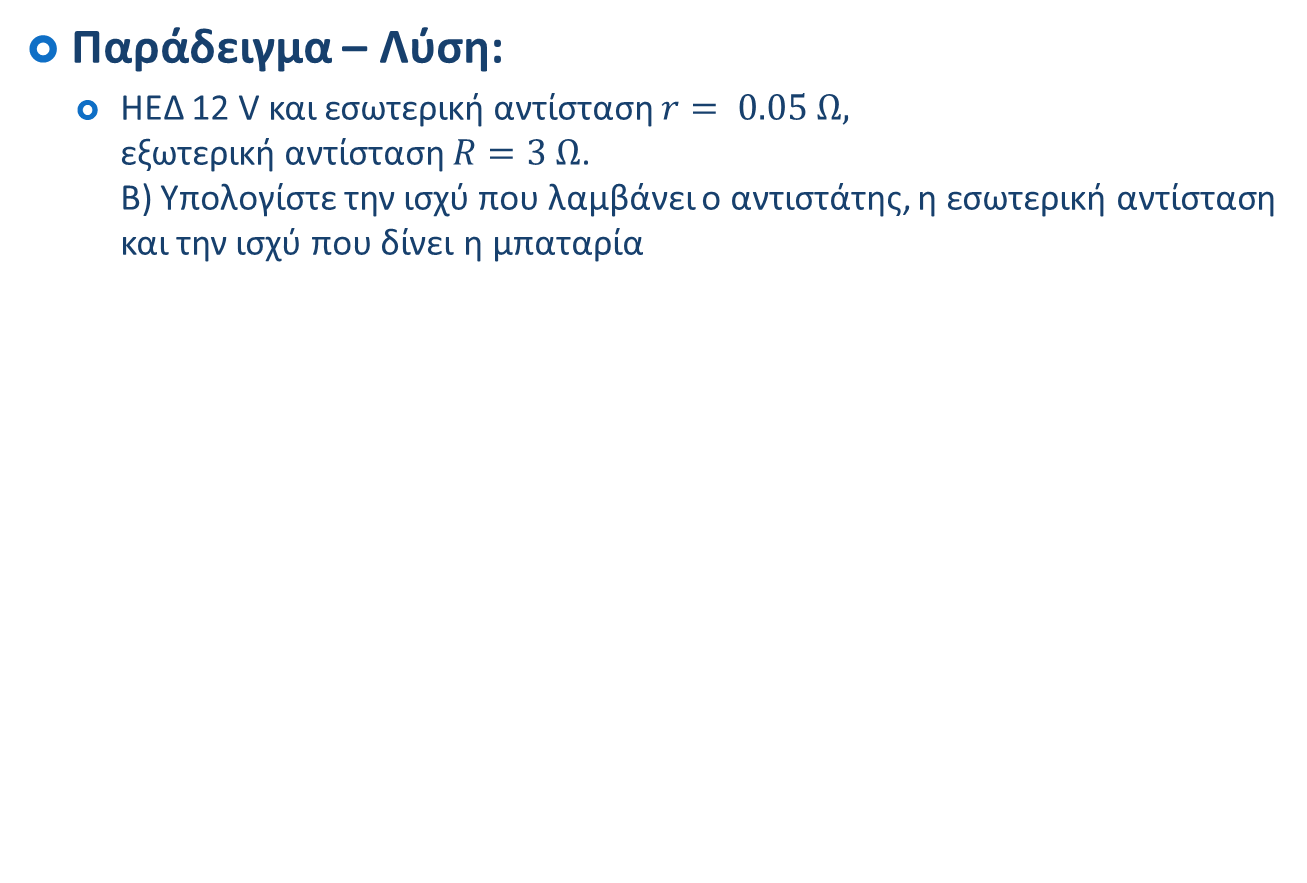 Παράδειγμα – Λύση:
ΗΕΔ 12 V και εσωτερική αντίσταση r = 0.05 Ω,
εξωτερική αντίσταση R = 3 Ω.
Β) Υπολογίστε την ισχύ που λαμβάνει ο αντιστάτης, η εσωτερική αντίσταση
και την ισχύ που δίνει η μπαταρία